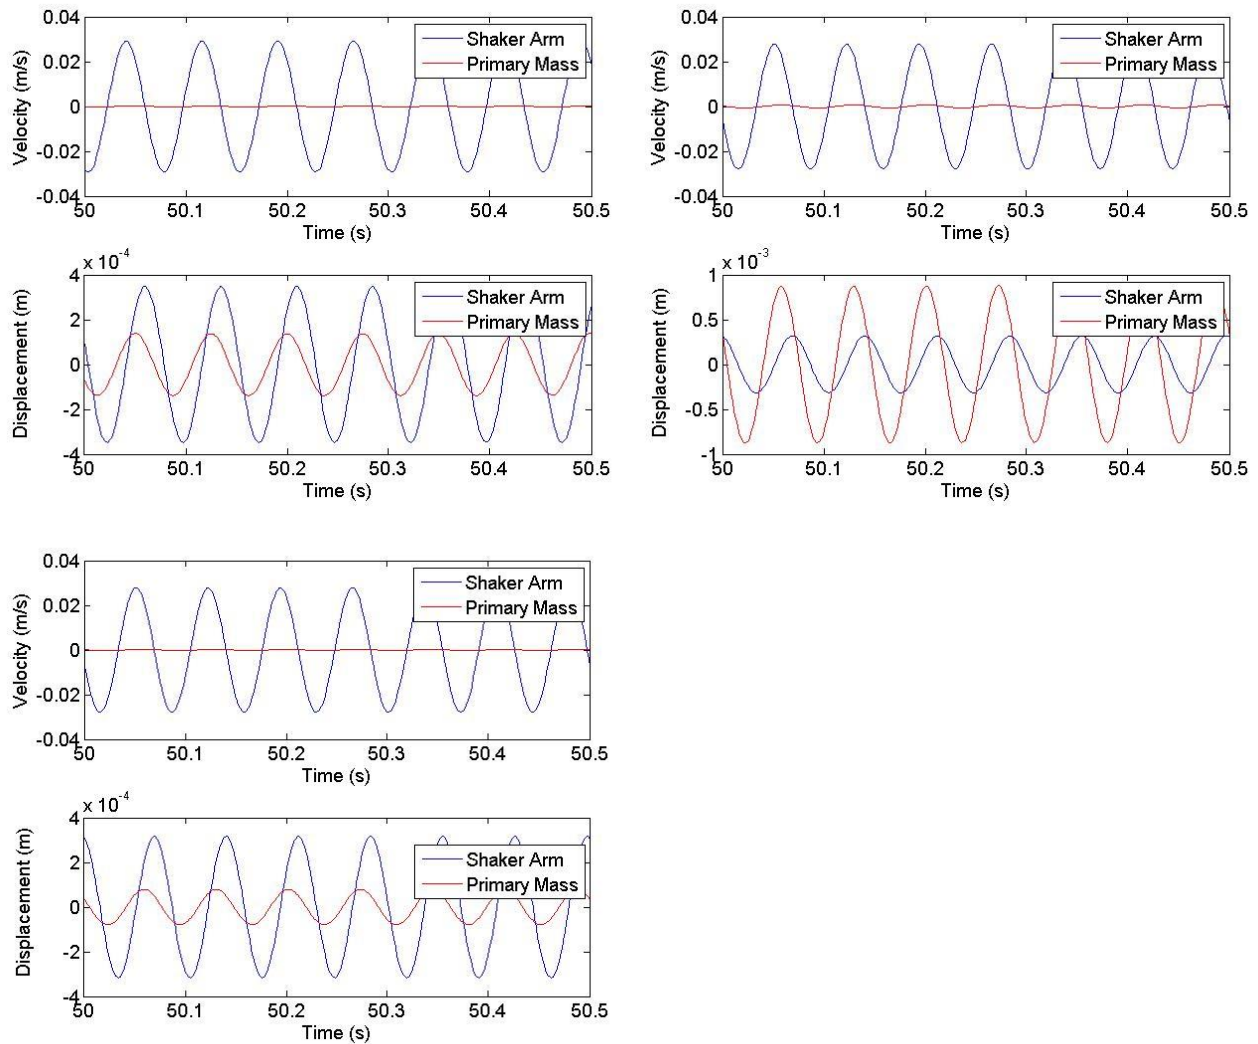 0.04
0.02
0
-0.02
-0.04
Velocity (m/s)
Shaker Arm
Primary Mass
50 50.1 50.2 50.3 50.4 50.5
Time (s)
x 10^-4
4
2
0
-2
-4
Displacement (m)
Shaker Arm
Primary Mass
50 50.1 50.2 50.3 50.4 50.5
Time (s)
0.04
0.02
0
-0.02
-0.04
Velocity (m/s)
Shaker Arm
Primary Mass
50 50.1 50.2 50.3 50.4 50.5
Time (s)
x 10^-3
1
0.5
0
-0.5
-1
Displacement (m)
Shaker Arm
Primary Mass
50 50.1 50.2 50.3 50.4 50.5
Time (s)
0.04
0.02
0
-0.02
-0.04
Velocity (m/s)
Shaker Arm
Primary Mass
50 50.1 50.2 50.3 50.4 50.5
Time (s)
x 10^-4
4
2
0
-2
-4
Displacement (m)
Shaker Arm
Primary Mass
50 50.1 50.2 50.3 50.4 50.5
Time (s)